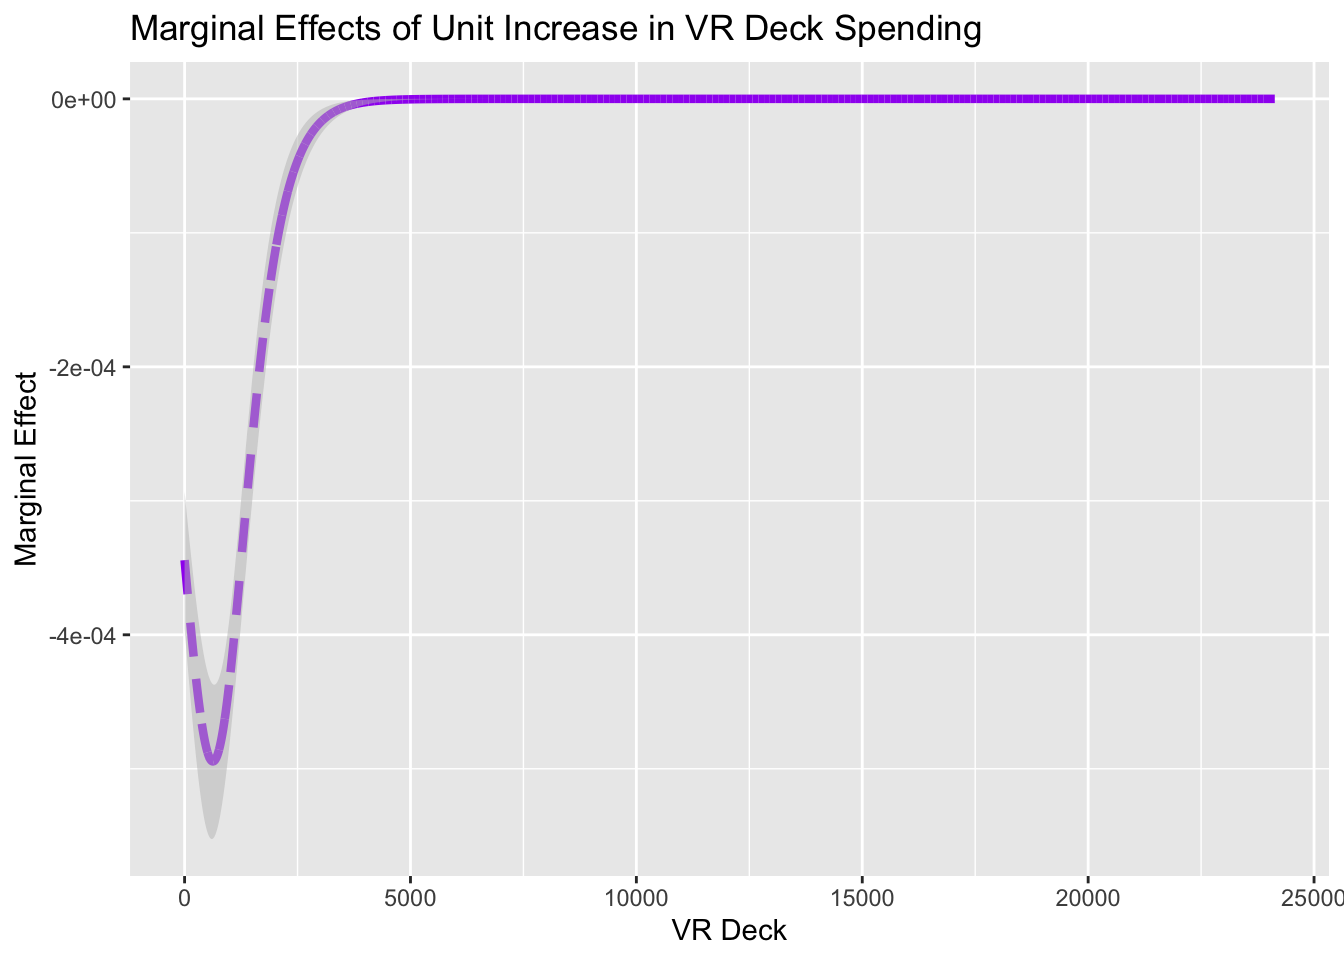 Marginal Effects of Unit Increase in VR Deck Spending
0e+00
-2e-04
-4e-04
Marginal Effect
0 5000 10000 15000 20000 25000
VR Deck